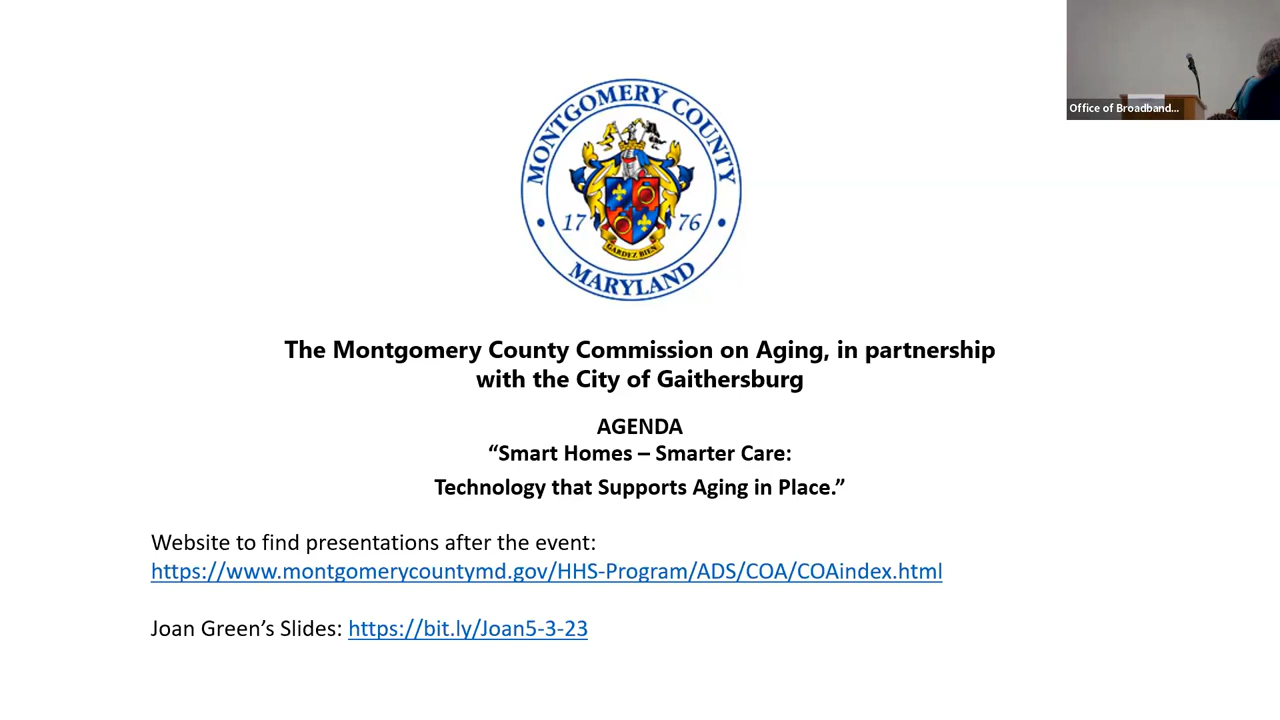 Office of Broadband...
MONTGOMERY COUNTY
17 76
GARDEZ BIEN
MARYLAND
The Montgomery County Commission on Aging, in partnership
with the City of Gaithersburg
AGENDA
“Smart Homes – Smarter Care:
Technology that Supports Aging in Place.”
Website to find presentations after the event:
https://www.montgomerycountymd.gov/HHS-Program/ADS/COA/COAindex.html
Joan Green’s Slides: https://bit.ly/Joan5-3-23